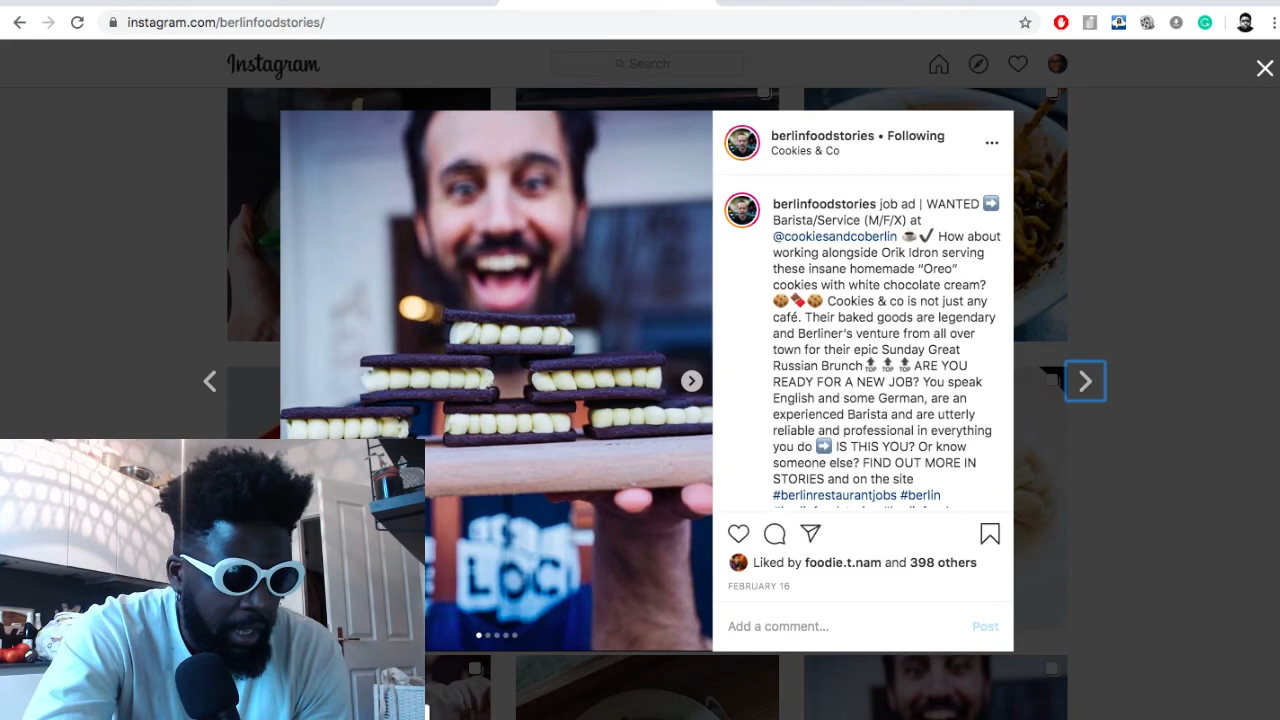 instagram.com/berlinfoodstories/
Instagram
Search
berlinfoodstories • Following
Cookies & Co
berlinfoodstories job ad | WANTED ➡️
Barista/Service (M/F/X) at
@cookiesandcoberlin ☕✔️ How about
working alongside Orik Idron serving
these insane homemade “Oreo”
cookies with white chocolate cream?
🍪🍫🍪 Cookies & co is not just any
café. Their baked goods are legendary
and Berliner’s venture from all over
town for their epic Sunday Great
Russian Brunch🔝🔝🔝 ARE YOU
READY FOR A NEW JOB? You speak
English and some German, are an
experienced Barista and are utterly
reliable and professional in everything
you do ➡️ IS THIS YOU? Or know
someone else? FIND OUT MORE IN
STORIES and on the site
#berlinrestaurantjobs #berlin
LOC
Liked by foodie.t.nam and 398 others
FEBRUARY 16
Add a comment...
Post